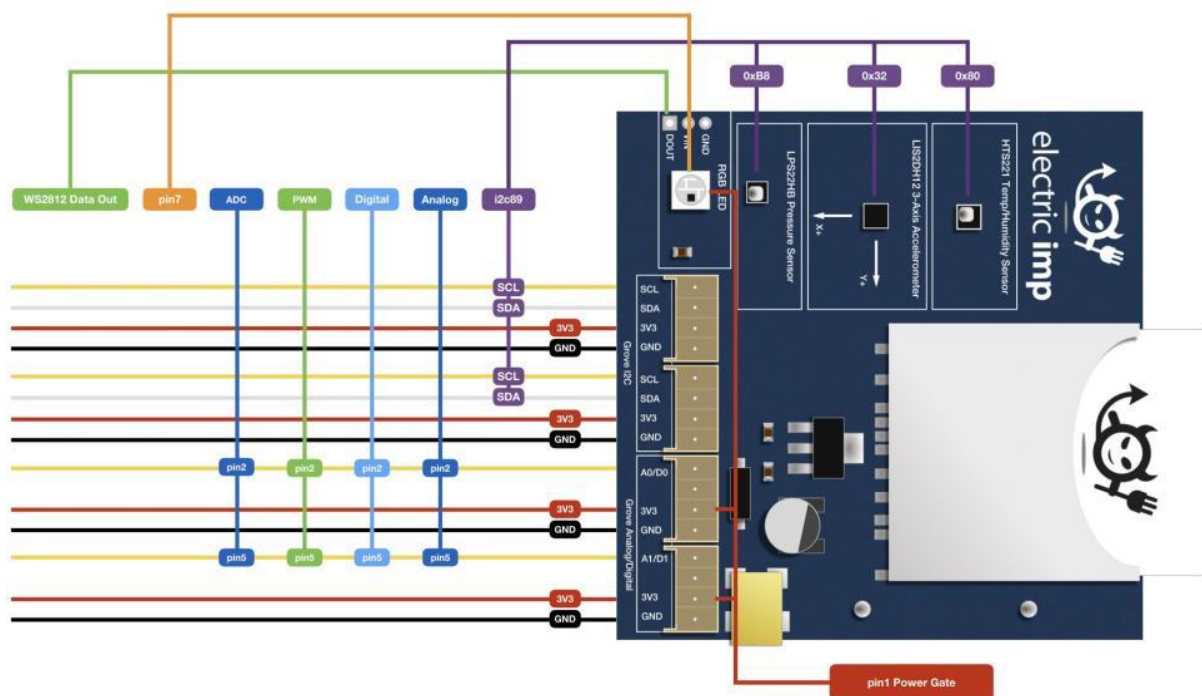 0xB8
0x32
0x80
WS2812 Data Out
pin7
ADC
PWM
Digital
Analog
i2c89
DOUT
VIN
GND
RGB LED
LPS22HB Pressure Sensor
X+
Y+
LIS2DH12 3-Axis Accelerometer
HTS221 Temp/Humidity Sensor
electric imp
SCL
SDA
3V3
GND
SCL
SDA
3V3
GND
Grove I2C
SCL
SDA
3V3
GND
SCL
SDA
3V3
GND
pin2
pin2
pin2
pin2
3V3
GND
pin5
pin5
pin5
pin5
3V3
GND
Grove Analog/Digital
A0/D0
3V3
GND
A1/D1
3V3
GND
pin1 Power Gate